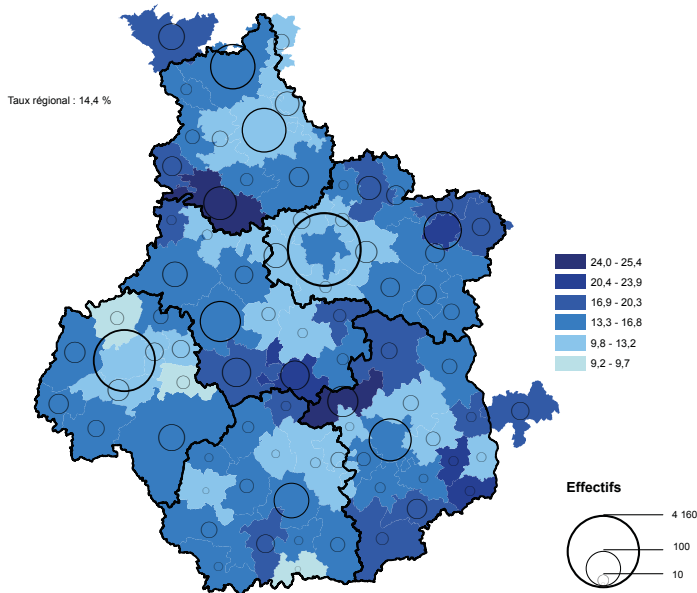 Taux régional : 14,4 %
24,0 - 25,4
20,4 - 23,9
16,9 - 20,3
13,3 - 16,8
9,8 - 13,2
9,2 - 9,7
Effectifs
4 160
100
10